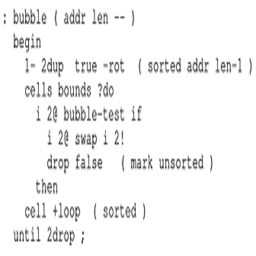 : bubble ( addr len -- )
begin
1- 2dup true -rot ( sorted addr len-1 )
cells bounds ?do
i 2@ bubble-test if
i 2@ swap i 2!
drop false ( mark unsorted )
then
cell +loop ( sorted )
until 2drop ;